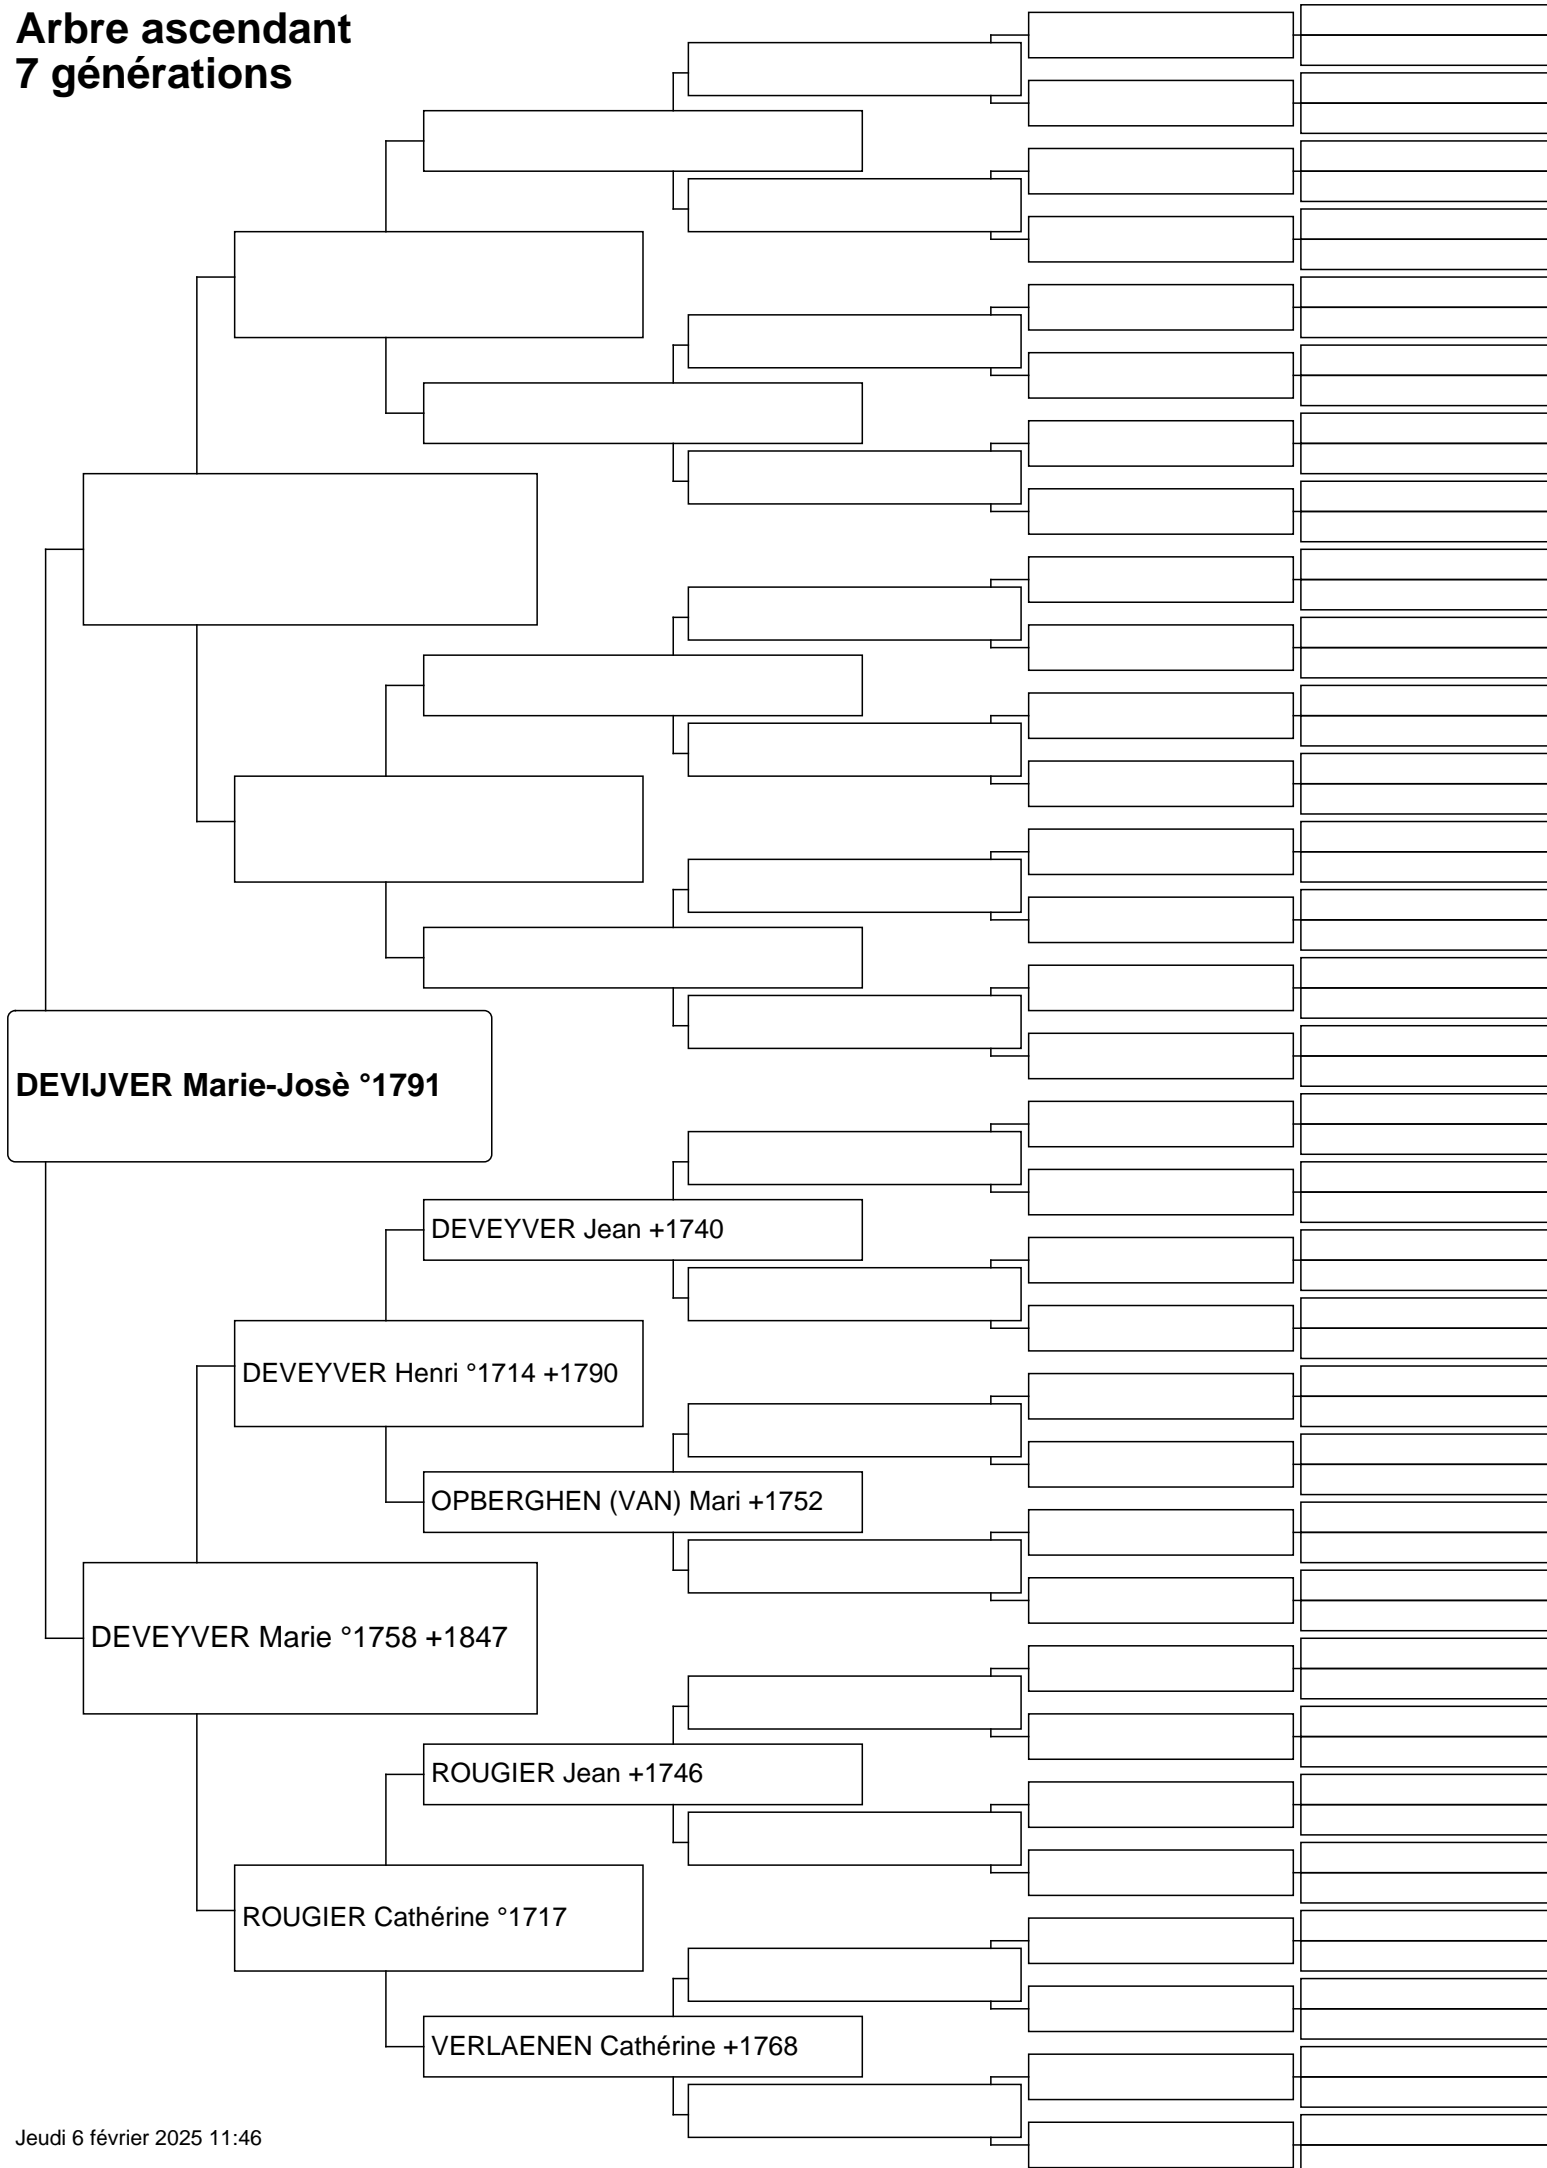 Arbre ascendant
7 générations
DEVIJVER Marie-Josè °1791
DEVEYVER Jean +1740
DEVEYVER Henri °1714 +1790
OPBERGHEN (VAN) Mari +1752
DEVEYVER Marie °1758 +1847
ROUGIER Jean +1746
ROUGIER Cathérine °1717
VERLAENEN Cathérine +1768
Jeudi 6 février 2025 11:46